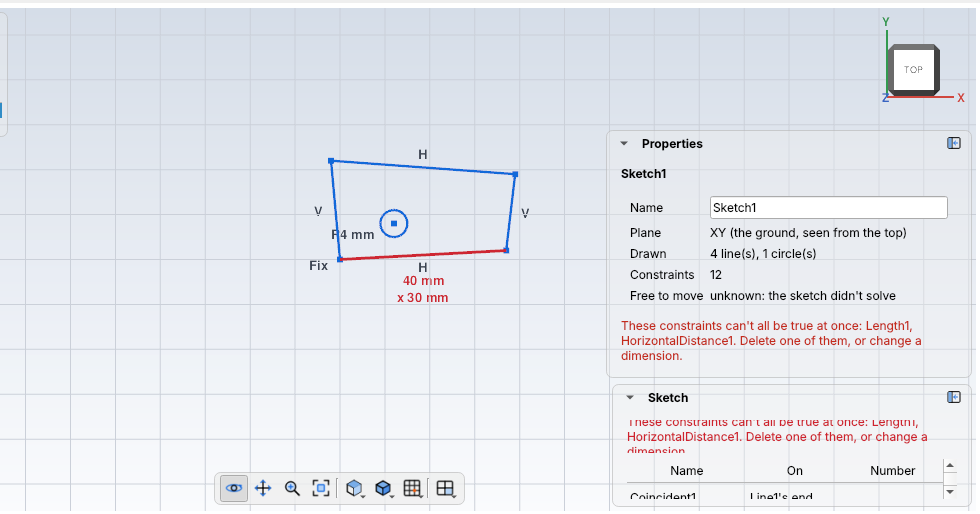 Y
TOP
Z
X
H
V
V
R4 mm
Fix
H
40 mm
x 30 mm
Properties
Sketch1
Name Sketch1
Plane XY (the ground, seen from the top)
Drawn 4 line(s), 1 circle(s)
Constraints 12
Free to move unknown: the sketch didn't solve
These constraints can't all be true at once: Length1,
HorizontalDistance1. Delete one of them, or change a
dimension.
Sketch
These constraints can't all be true at once: Length1,
HorizontalDistance1. Delete one of them, or change a
dimension.
Name On Number
Coincident1 Line1's end